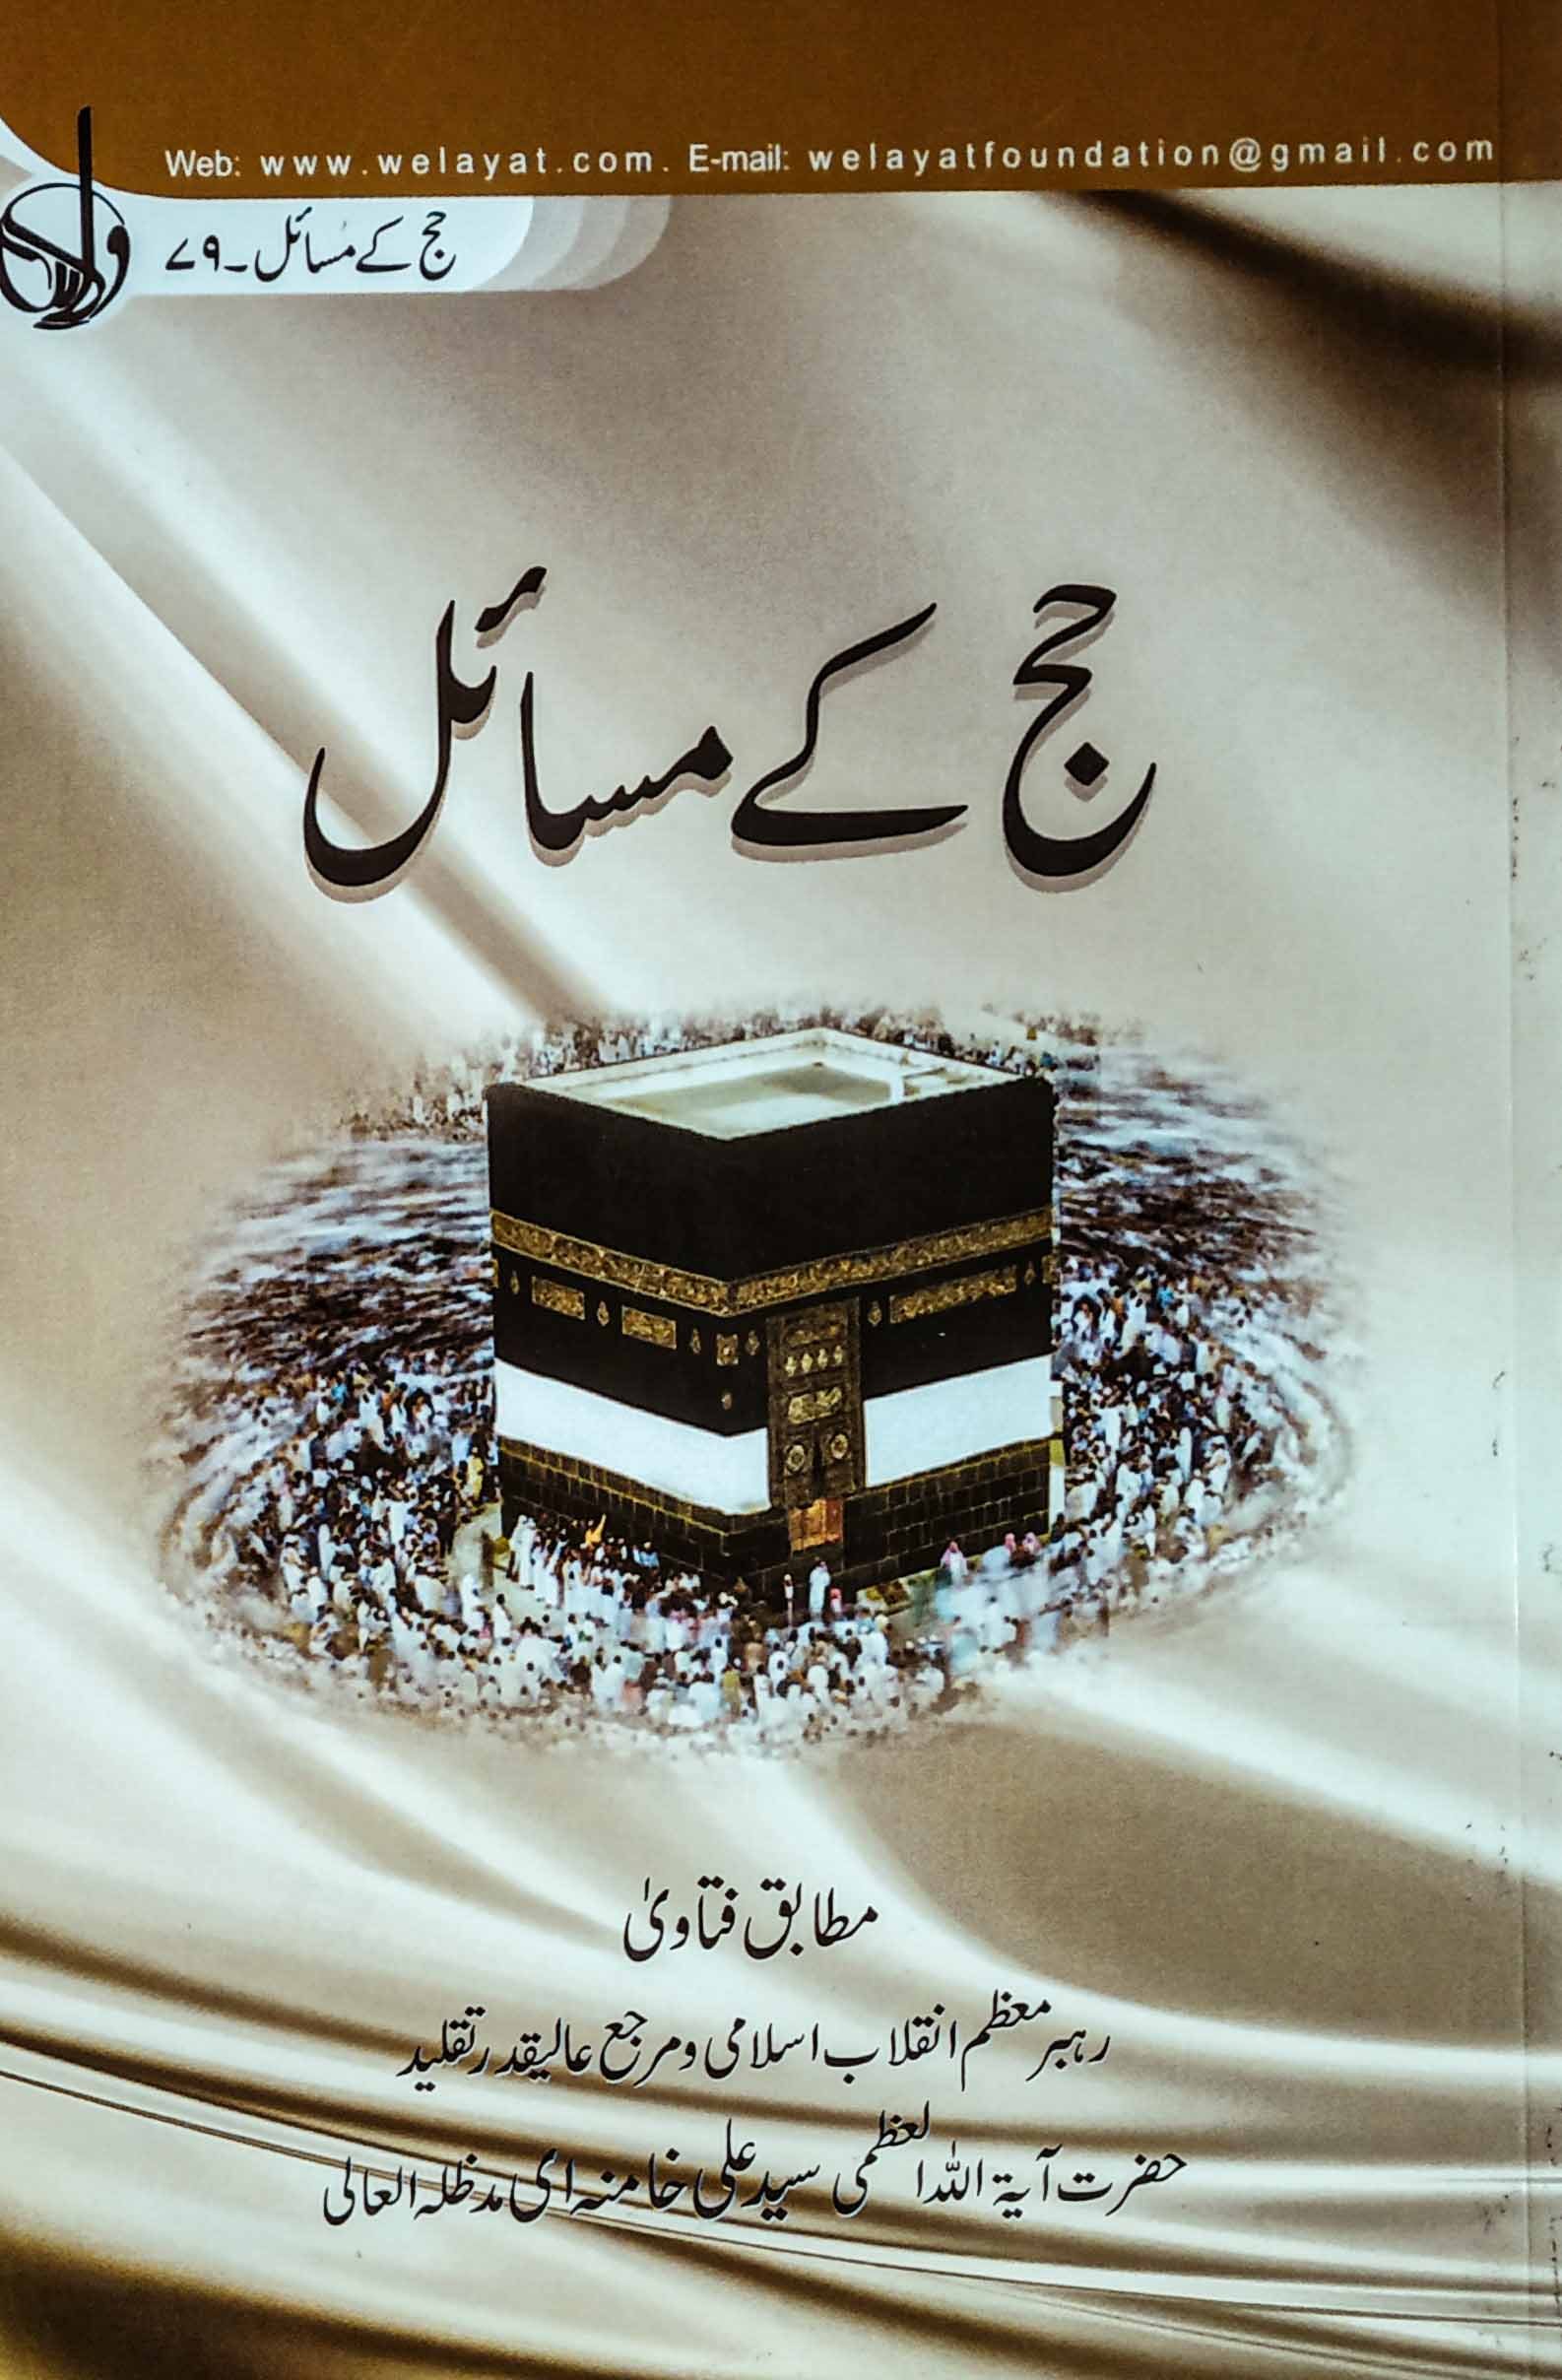 Web: www.welayat.com. E-mail: welayatfoundation@gmail.com
حج کے مسائل۔۷۹
حج کے مسائل
مطابق فتاویٰ
رہبر معظم انقلاب اسلامی و مرجع عالیقدر تقلید
حضرت آیۃ اللہ العظمی سید علی خامنہ ای مدظلہ العالی